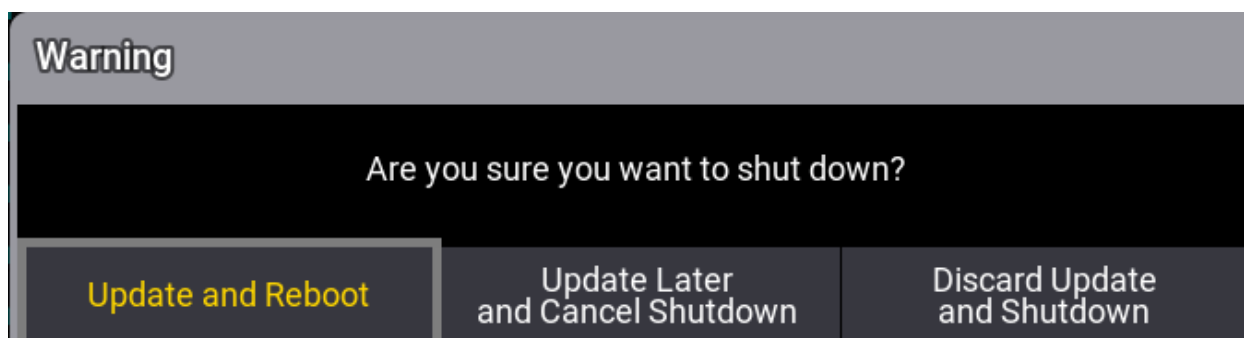 Warning
Are you sure you want to shut down?
Update and Reboot
Update Later
and Cancel Shutdown
Discard Update
and Shutdown